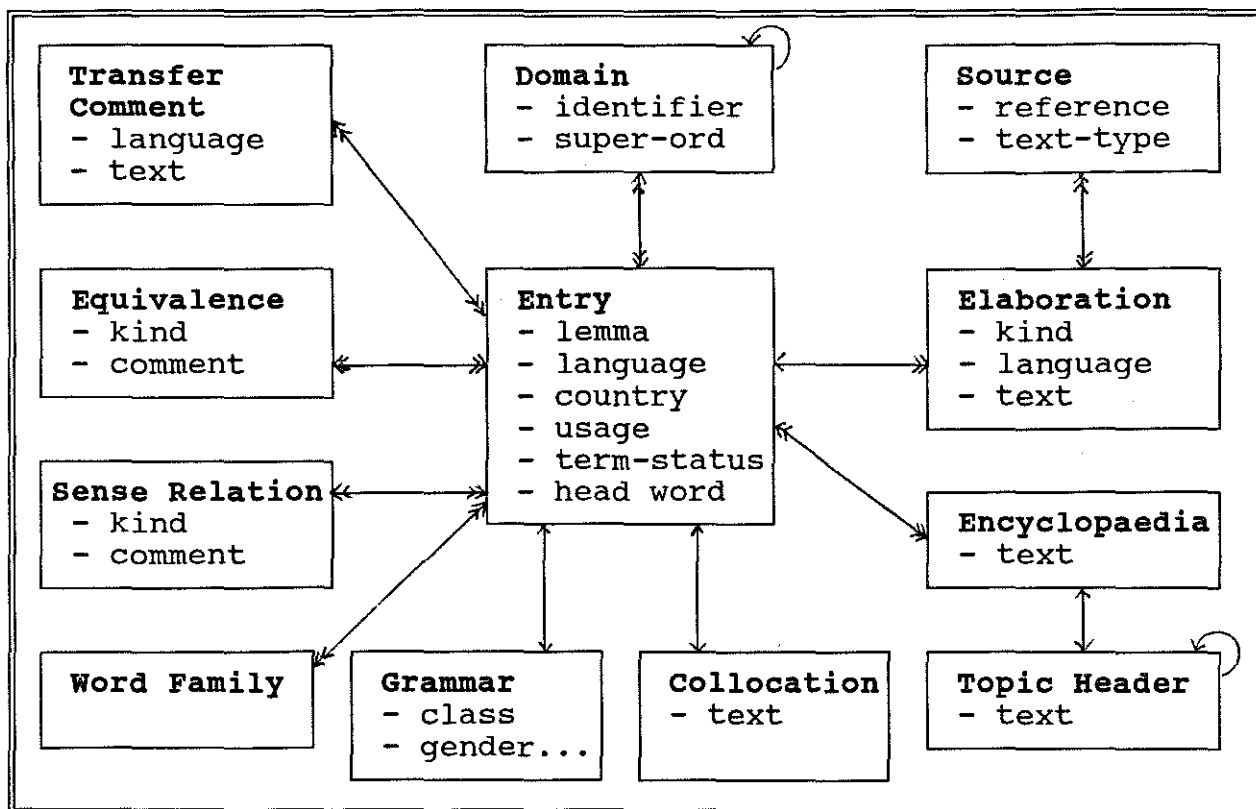 Transfer
Comment
- language
- text
Domain
- identifier
- super-ord
Source
- reference
- text-type
Equivalence
- kind
- comment
Entry
- lemma
- language
- country
- usage
- term-status
- head word
Elaboration
- kind
- language
- text
Sense Relation
- kind
- comment
Encyclopaedia
- text
Word Family
Grammar
- class
- gender...
Collocation
- text
Topic Header
- text